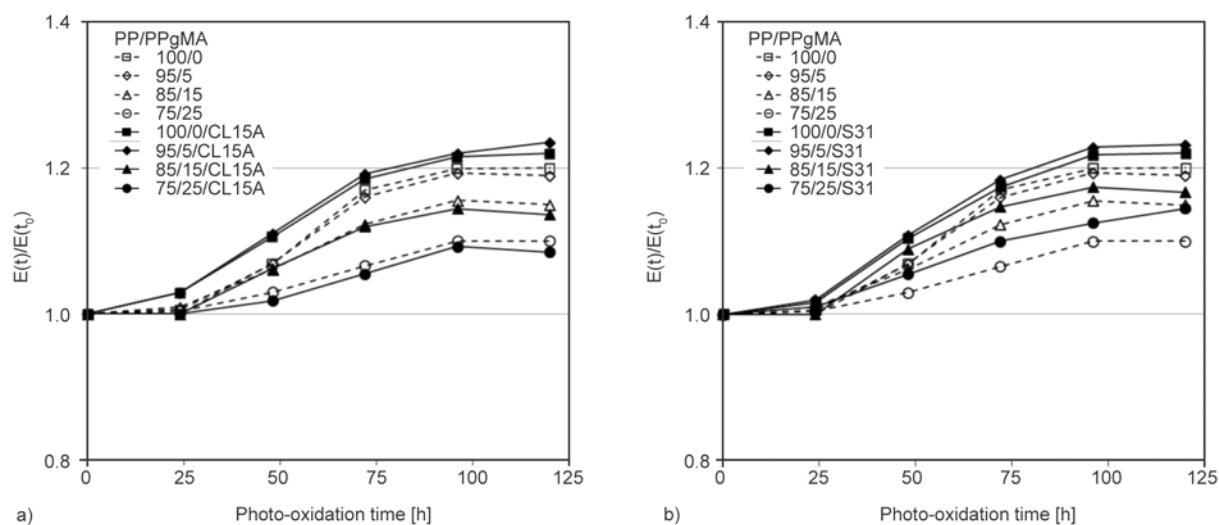 1.4
PP/PPgMA
100/0
95/5
85/15
75/25
100/0/CL15A
95/5/CL15A
85/15/CL15A
75/25/CL15A
1.2
1.0
0.8
E(t)/E(t0)
0
25
50
75
100
125
a)
Photo-oxidation time [h]
1.4
PP/PPgMA
100/0
95/5
85/15
75/25
100/0/S31
95/5/S31
85/15/S31
75/25/S31
1.2
1.0
0.8
E(t)/E(t0)
0
25
50
75
100
125
b)
Photo-oxidation time [h]